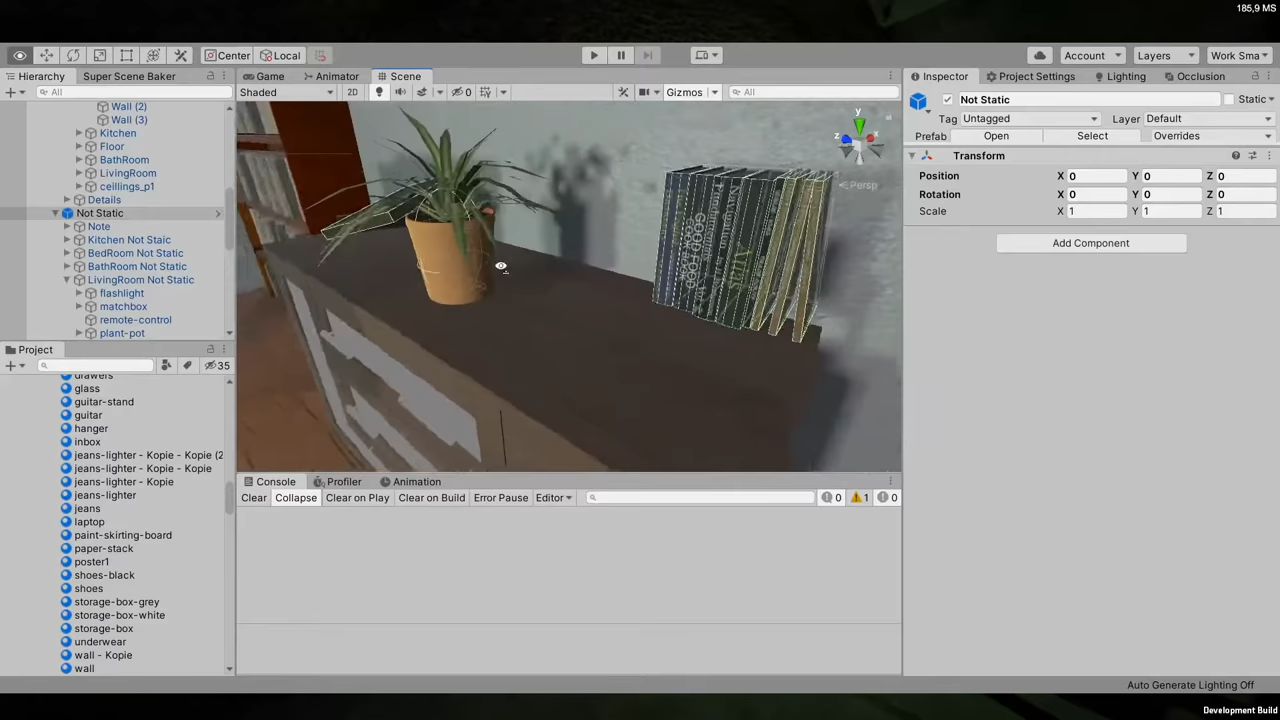 185,9 MS
Center
Local
Account
Layers
Work Sma
Hierarchy
Super Scene Baker
Game
Animator
Scene
Inspector
Project Settings
Lighting
Occlusion
All
Shaded
2D
0
Gizmos
All
Wall (2)
Wall (3)
Kitchen
Floor
BathRoom
LivingRoom
ceillings_p1
Details
Not Static
Note
Kitchen Not Staic
BedRoom Not Static
BathRoom Not Static
LivingRoom Not Static
flashlight
matchbox
remote-control
plant-pot
y
x
z
Persp
GOOD FOOD
Not Static
Static
Tag Untagged
Layer Default
Prefab Open Select Overrides
Transform
Position X 0 Y 0 Z 0
Rotation X 0 Y 0 Z 0
Scale X 1 Y 1 Z 1
Add Component
Project
35
drawers
glass
guitar-stand
guitar
hanger
inbox
jeans-lighter - Kopie - Kopie (2
jeans-lighter - Kopie - Kopie
jeans-lighter - Kopie
jeans-lighter
jeans
laptop
paint-skirting-board
paper-stack
poster1
shoes-black
shoes
storage-box-grey
storage-box-white
storage-box
underwear
wall - Kopie
wall
Console
Profiler
Animation
Clear
Collapse
Clear on Play
Clear on Build
Error Pause
Editor
0
1
0
Auto Generate Lighting Off
Development Build